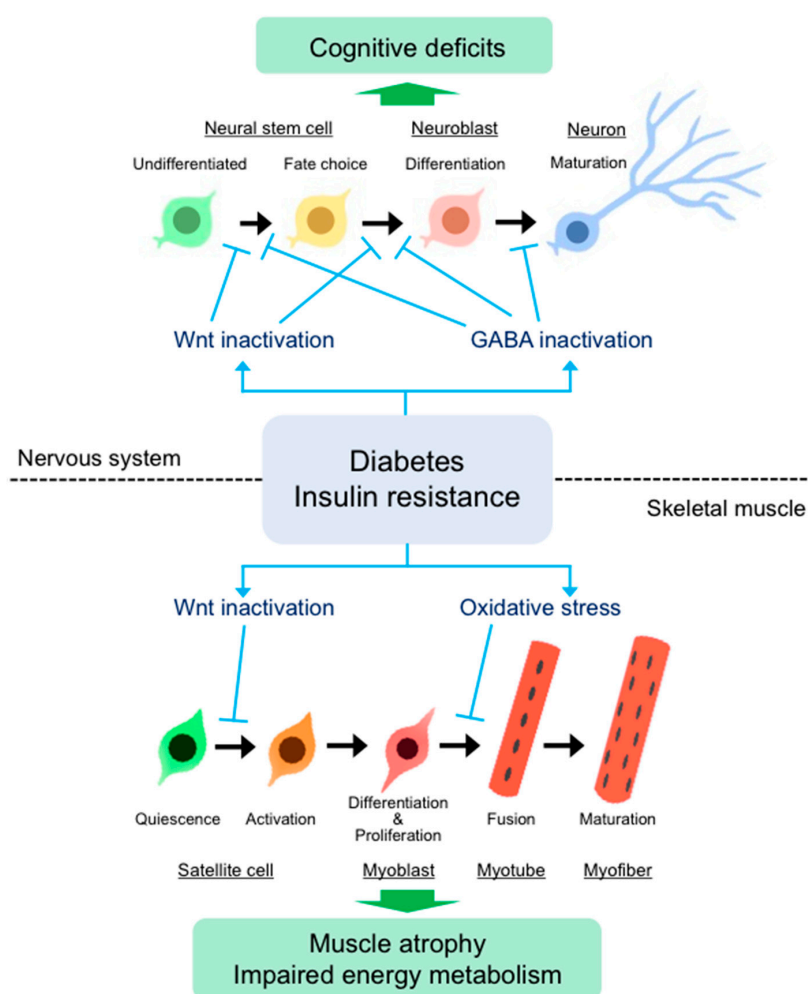 Cognitive deficits
Neural stem cell
Neuroblast
Neuron
Undifferentiated
Fate choice
Differentiation
Maturation
Wnt inactivation
GABA inactivation
Nervous system
Diabetes
Insulin resistance
Skeletal muscle
Wnt inactivation
Oxidative stress
Quiescence
Activation
Differentiation
&
Proliferation
Fusion
Maturation
Satellite cell
Myoblast
Myotube
Myofiber
Muscle atrophy
Impaired energy metabolism